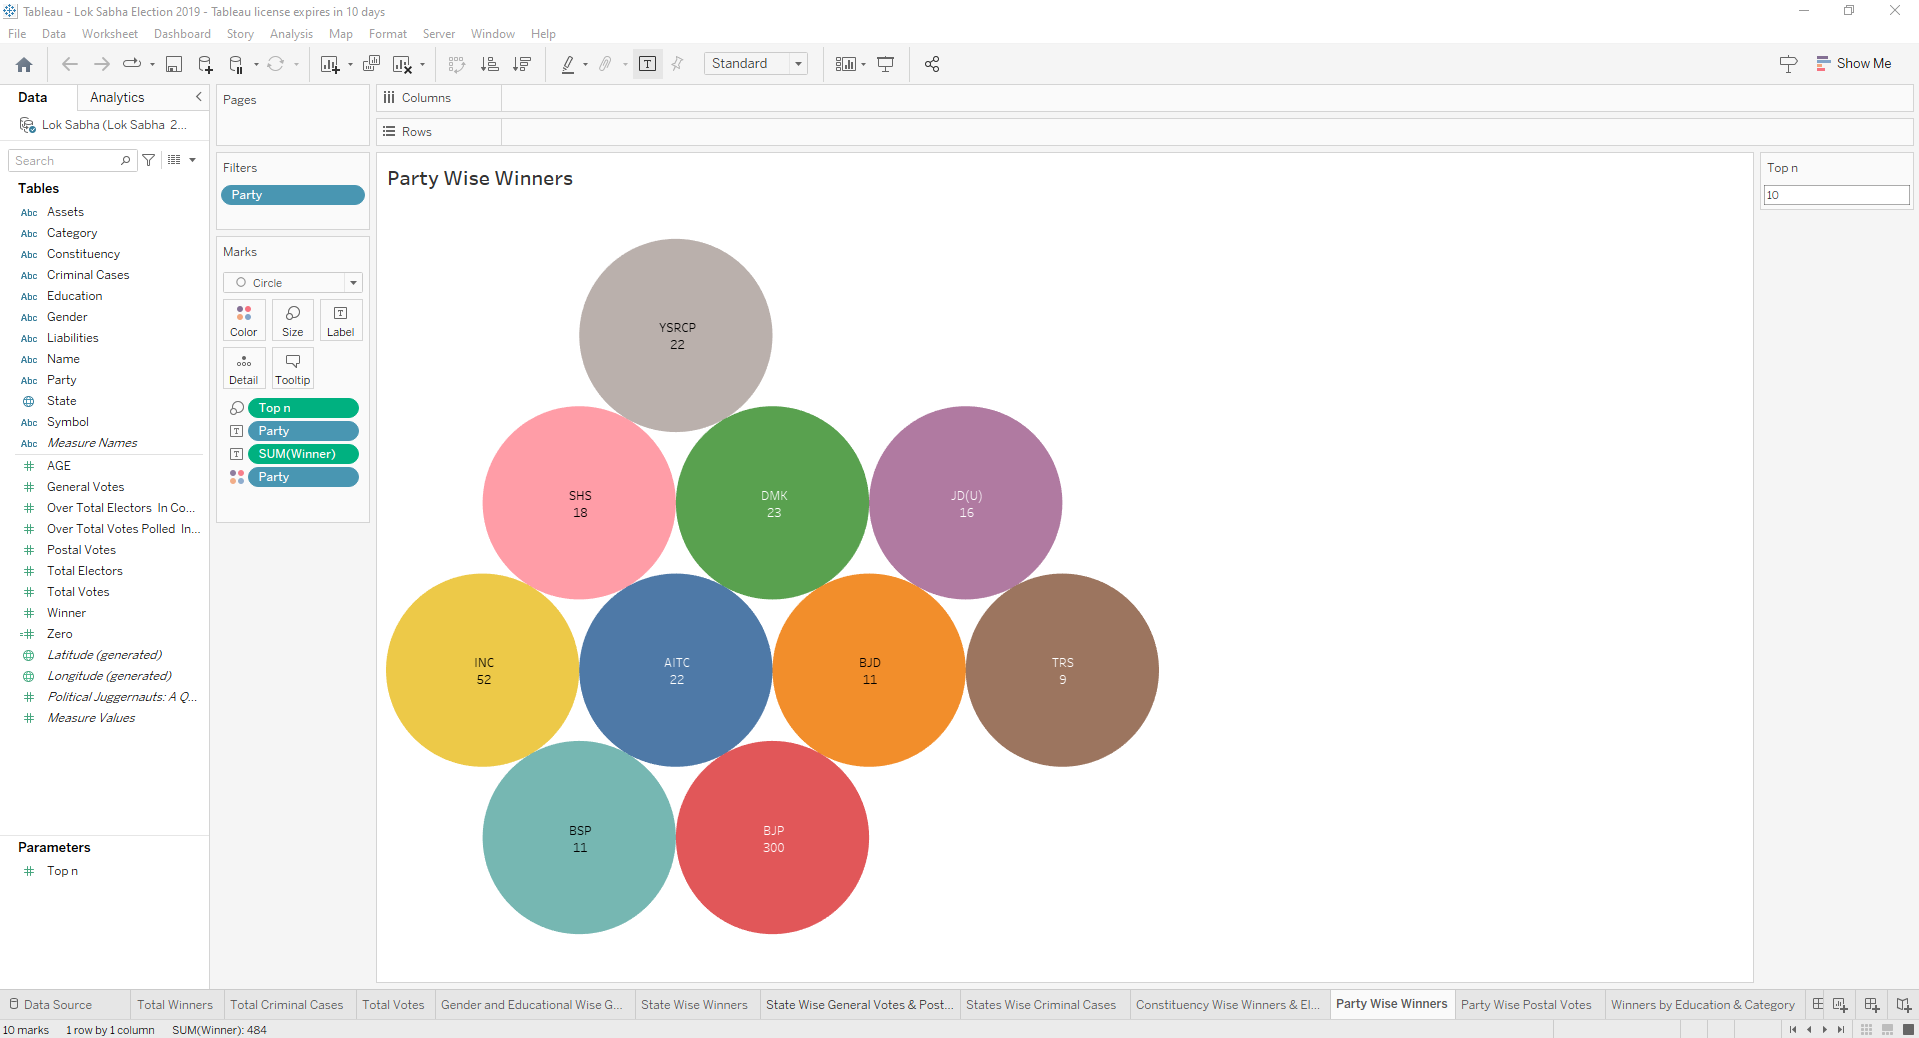 Tableau - Lok Sabha Election 2019 - Tableau license expires in 10 days
File Data Worksheet Dashboard Story Analysis Map Format Server Window Help
Standard
Show Me
Data Analytics
Lok Sabha (Lok Sabha 2...
Search
Tables
Abc Assets
Abc Category
Abc Constituency
Abc Criminal Cases
Abc Education
Abc Gender
Abc Liabilities
Abc Name
Abc Party
State
Abc Symbol
Abc Measure Names
# AGE
# General Votes
# Over Total Electors In Co...
# Over Total Votes Polled In...
# Postal Votes
# Total Electors
# Total Votes
# Winner
=# Zero
Latitude (generated)
Longitude (generated)
# Political Juggernauts: A Q...
# Measure Values
Parameters
# Top n
Pages
Filters
Party
Marks
Circle
Color Size Label
Detail Tooltip
Top n
Party
SUM(Winner)
Party
Columns
Rows
Party Wise Winners
YSRCP
22
SHS
18
DMK
23
JD(U)
16
INC
52
AITC
22
BJD
11
TRS
9
BSP
11
BJP
300
Top n
10
Data Source Total Winners Total Criminal Cases Total Votes Gender and Educational Wise G... State Wise Winners State Wise General Votes & Post... States Wise Criminal Cases Constituency Wise Winners & El... Party Wise Winners Party Wise Postal Votes Winners by Education & Category
10 marks 1 row by 1 column SUM(Winner): 484